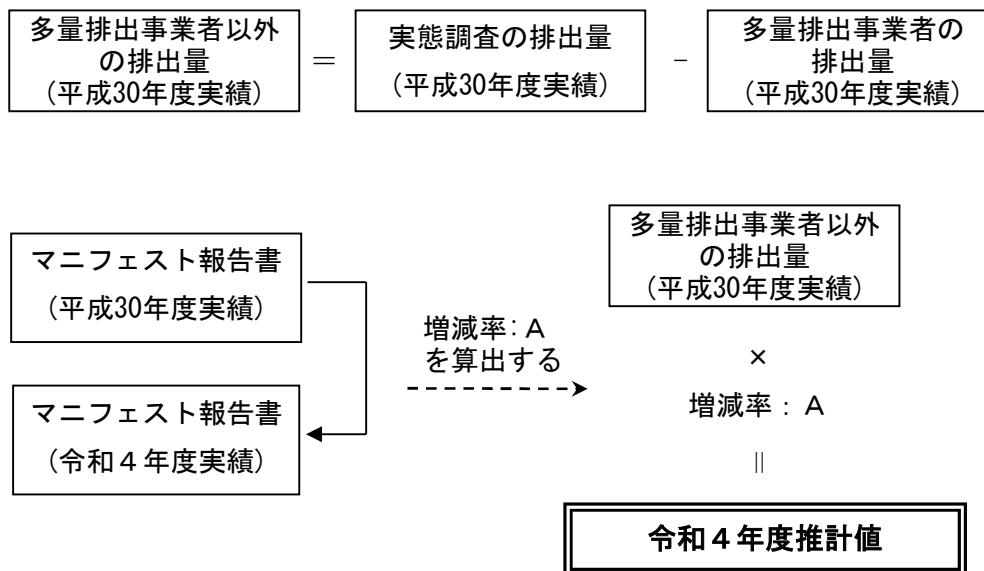 多量排出事業者以外
の排出量
(平成30年度実績)
＝
実態調査の排出量
(平成30年度実績)
－
多量排出事業者の
排出量
(平成30年度実績)
マニフェスト報告書
(平成30年度実績)
マニフェスト報告書
(令和４年度実績)
増減率：Ａ
を算出する
多量排出事業者以外
の排出量
(平成30年度実績)
×
増減率：Ａ
||
令和４年度推計値